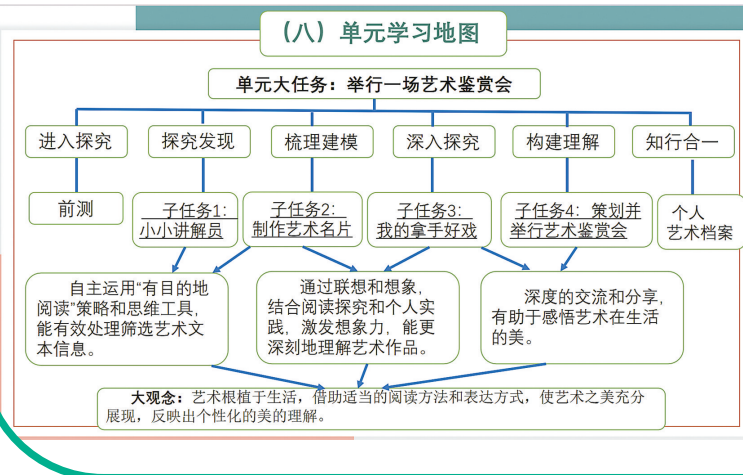 （八）单元学习地图
单元大任务：举行一场艺术鉴赏会
进入探究
探究发现
梳理建模
深入探究
构建理解
知行合一
前测
子任务1：
小小讲解员
子任务2：
制作艺术名片
子任务3：
我的拿手好戏
子任务4：策划并
举行艺术鉴赏会
个人
艺术档案
自主运用“有目的地
阅读”策略和思维工具，
能有效处理筛选艺术文
本信息。
通过联想和想象，
结合阅读探究和个人实
践，激发想象力，能更
深刻地理解艺术作品。
深度的交流和分享，
有助于感悟艺术在生活
的美。
大观念：艺术根植于生活，借助适当的阅读方法和表达方式，使艺术之美充分
展现，反映出个性化的美的理解。